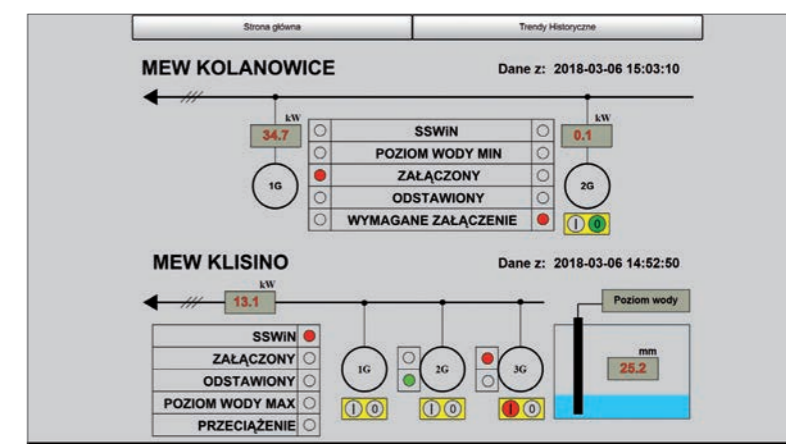 Strona główna Trendy Historyczne
MEW KOLANOWICE Dane z: 2018-03-06 15:03:10
kW kW
34.7 SSWiN 0.1
POZIOM WODY MIN
ZAŁĄCZONY
1G 2G
ODSTAWIONY
WYMAGANE ZAŁĄCZENIE I 0
MEW KLISINO Dane z: 2018-03-06 14:52:50
kW
13.1 Poziom wody
SSWiN
ZAŁĄCZONY mm
1G 2G 3G 25.2
ODSTAWIONY
POZIOM WODY MAX I 0 I 0 I 0
PRZECIĄŻENIE